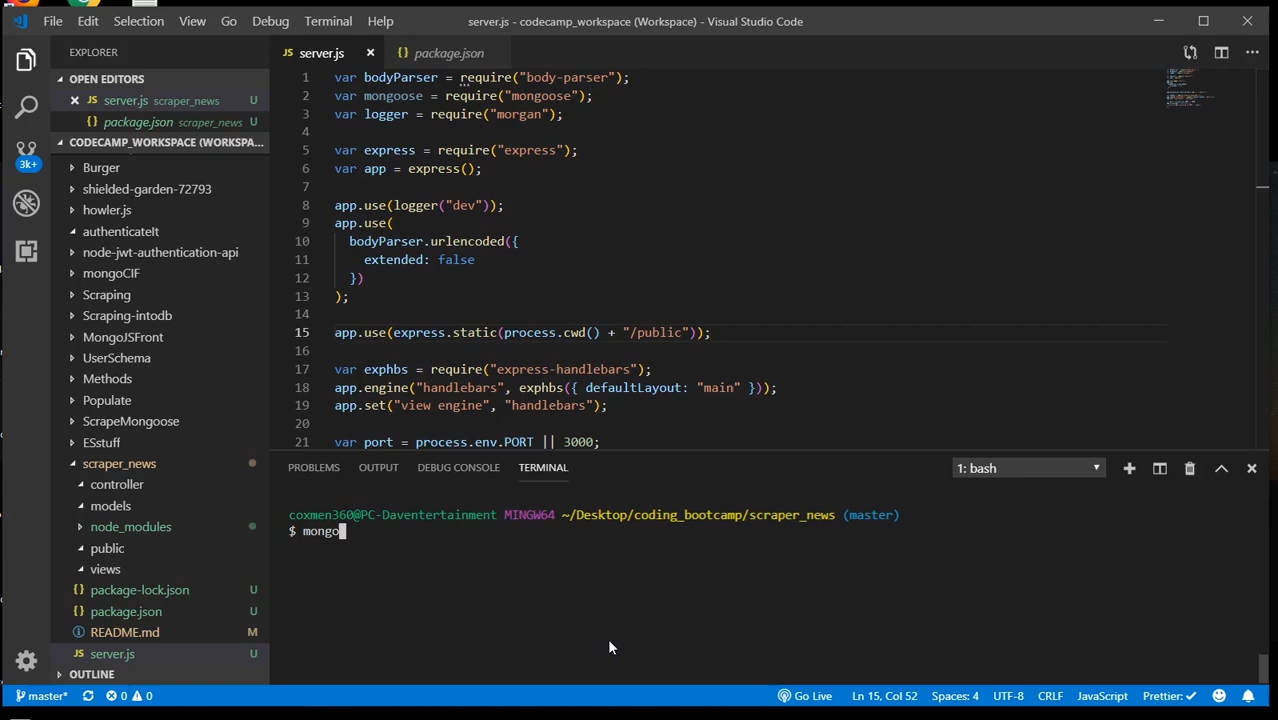 File Edit Selection View Go Debug Terminal Help
server.js - codecamp_workspace (Workspace) - Visual Studio Code
EXPLORER
OPEN EDITORS
JS server.js scraper_news U
{} package.json scraper_news U
CODECAMP_WORKSPACE (WORKSPA...
3k+
Burger
shielded-garden-72793
howler.js
authenticateIt
node-jwt-authentication-api
mongoCIF
Scraping
Scraping-intodb
MongoJSFront
UserSchema
Methods
Populate
ScrapeMongoose
ESstuff
scraper_news
controller
models
node_modules
public
views
{} package-lock.json U
{} package.json U
README.md M
JS server.js U
OUTLINE
JS server.js
{} package.json
1 var bodyParser = require("body-parser");
2 var mongoose = require("mongoose");
3 var logger = require("morgan");
4
5 var express = require("express");
6 var app = express();
7
8 app.use(logger("dev"));
9 app.use(
10 bodyParser.urlencoded({
11 extended: false
12 })
13 );
14
15 app.use(express.static(process.cwd() + "/public"));
16
17 var exphbs = require("express-handlebars");
18 app.engine("handlebars", exphbs({ defaultLayout: "main" }));
19 app.set("view engine", "handlebars");
20
21 var port = process.env.PORT || 3000;
PROBLEMS OUTPUT DEBUG CONSOLE TERMINAL
1: bash
coxmen360@PC-Daventertainment MINGW64 ~/Desktop/coding_bootcamp/scraper_news (master)
$ mongo
master* 0 0
Go Live Ln 15, Col 52 Spaces: 4 UTF-8 CRLF JavaScript Prettier: